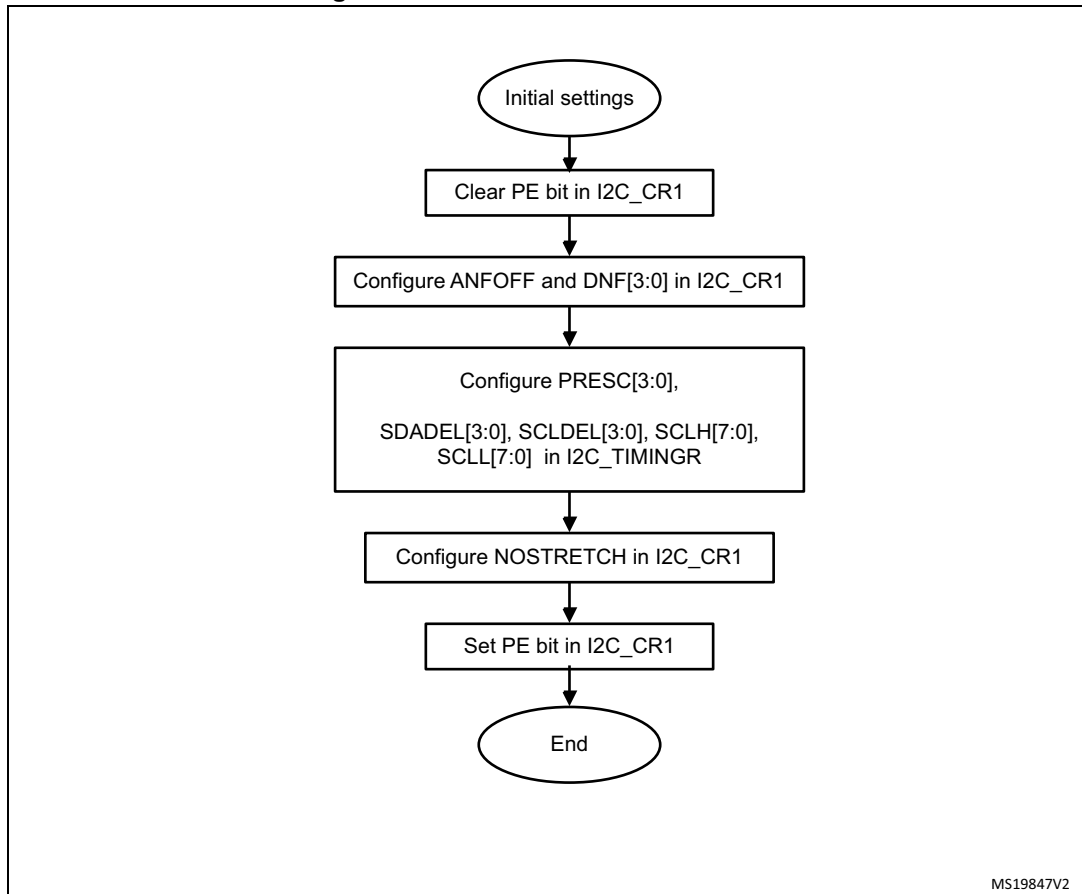 Initial settings
Clear PE bit in I2C_CR1
Configure ANFOFF and DNF[3:0] in I2C_CR1
Configure PRESC[3:0],
SDADEL[3:0], SCLDEL[3:0], SCLH[7:0],
SCLL[7:0] in I2C_TIMINGR
Configure NOSTRETCH in I2C_CR1
Set PE bit in I2C_CR1
End
MS19847V2